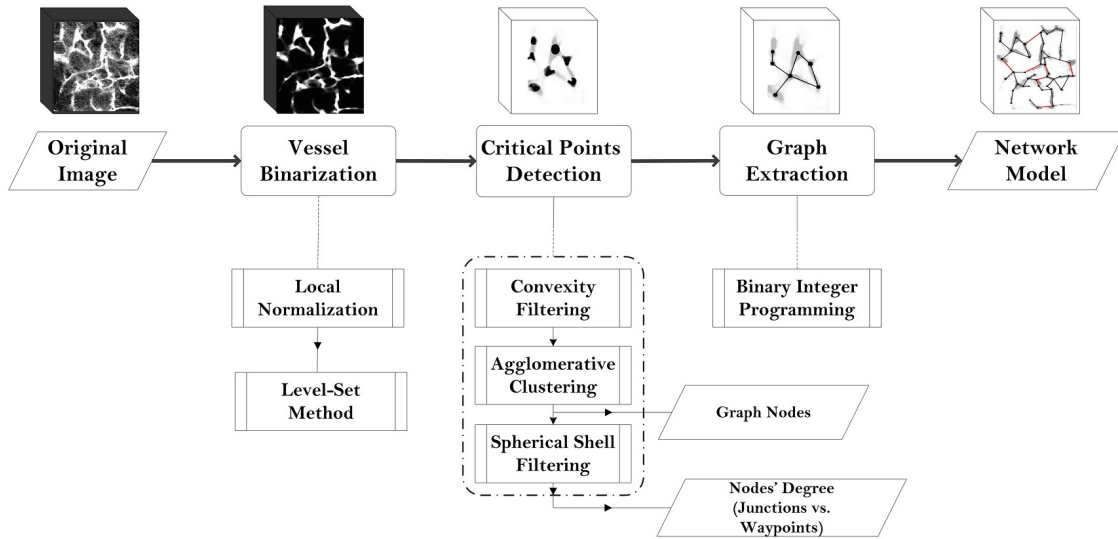 Original
Image
Vessel
Binarization
Critical Points
Detection
Graph
Extraction
Network
Model
Local
Normalization
Level-Set
Method
Convexity
Filtering
Agglomerative
Clustering
Spherical Shell
Filtering
Binary Integer
Programming
Graph Nodes
Nodes' Degree
(Junctions vs.
Waypoints)